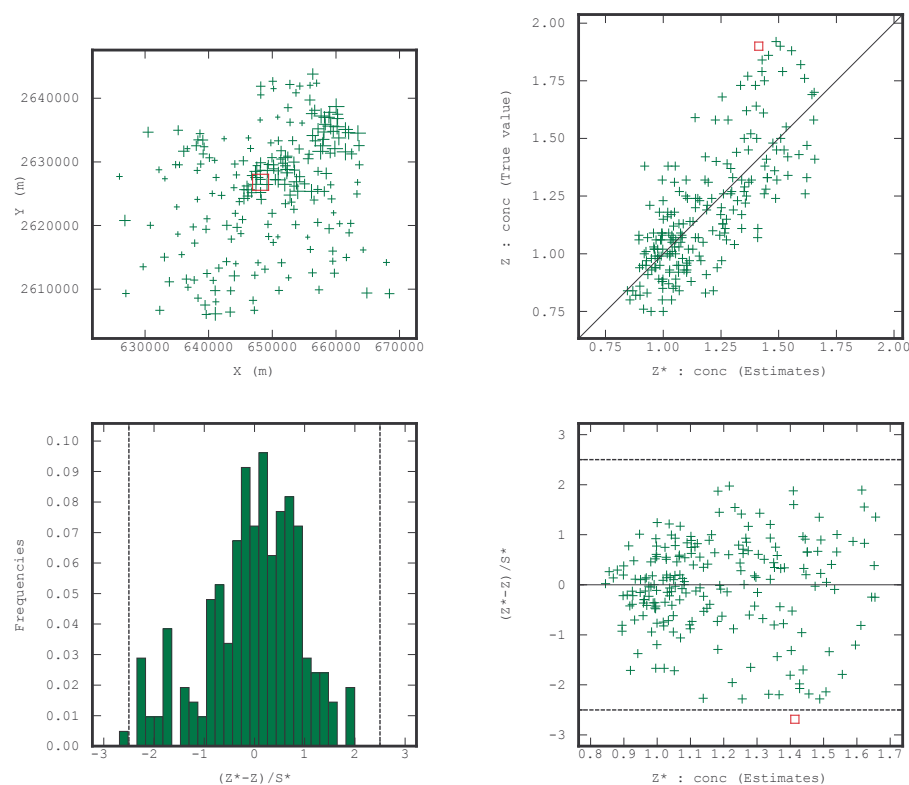 2640000
2630000
2620000
2610000
Y (m)
630000 640000 650000 660000 670000
X (m)
2.00
1.75
1.50
1.25
1.00
0.75
Z : conc (True value)
0.75 1.00 1.25 1.50 1.75 2.00
Z* : conc (Estimates)
0.10
0.09
0.08
0.07
0.06
0.05
0.04
0.03
0.02
0.01
0.00
Frequencies
-3 -2 -1 0 1 2 3
(Z*-Z)/S*
3
2
1
0
-1
-2
-3
(Z*-Z)/S*
0.8 0.9 1.0 1.1 1.2 1.3 1.4 1.5 1.6 1.7
Z* : conc (Estimates)